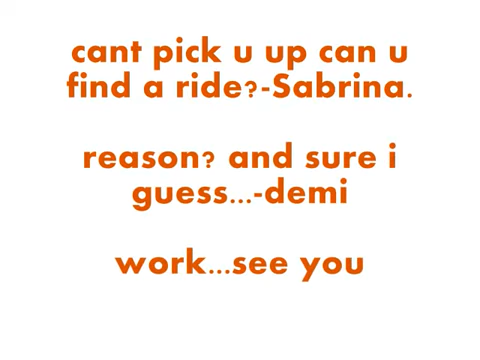 cant pick u up can u
find a ride?-Sabrina.
reason? and sure i
guess...-demi
work...see you